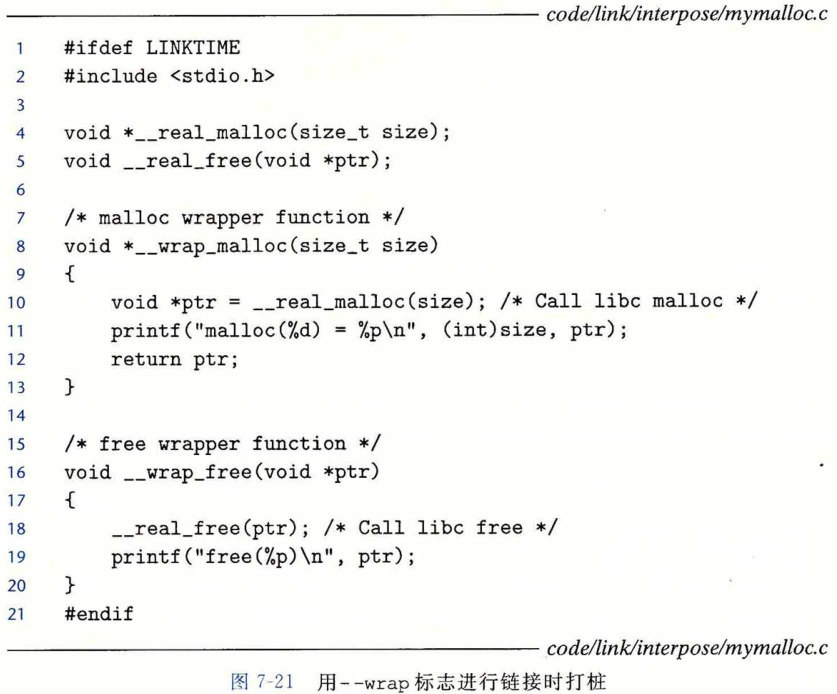 code/link/interpose/mymalloc.c
1 #ifdef LINKTIME
2 #include <stdio.h>
3
4 void *__real_malloc(size_t size);
5 void __real_free(void *ptr);
6
7 /* malloc wrapper function */
8 void *__wrap_malloc(size_t size)
9 {
10     void *ptr = __real_malloc(size); /* Call libc malloc */
11     printf("malloc(%d) = %p\n", (int)size, ptr);
12     return ptr;
13 }
14
15 /* free wrapper function */
16 void __wrap_free(void *ptr)
17 {
18     __real_free(ptr); /* Call libc free */
19     printf("free(%p)\n", ptr);
20 }
21 #endif
code/link/interpose/mymalloc.c
图 7-21 用--wrap 标志进行链接时打桩